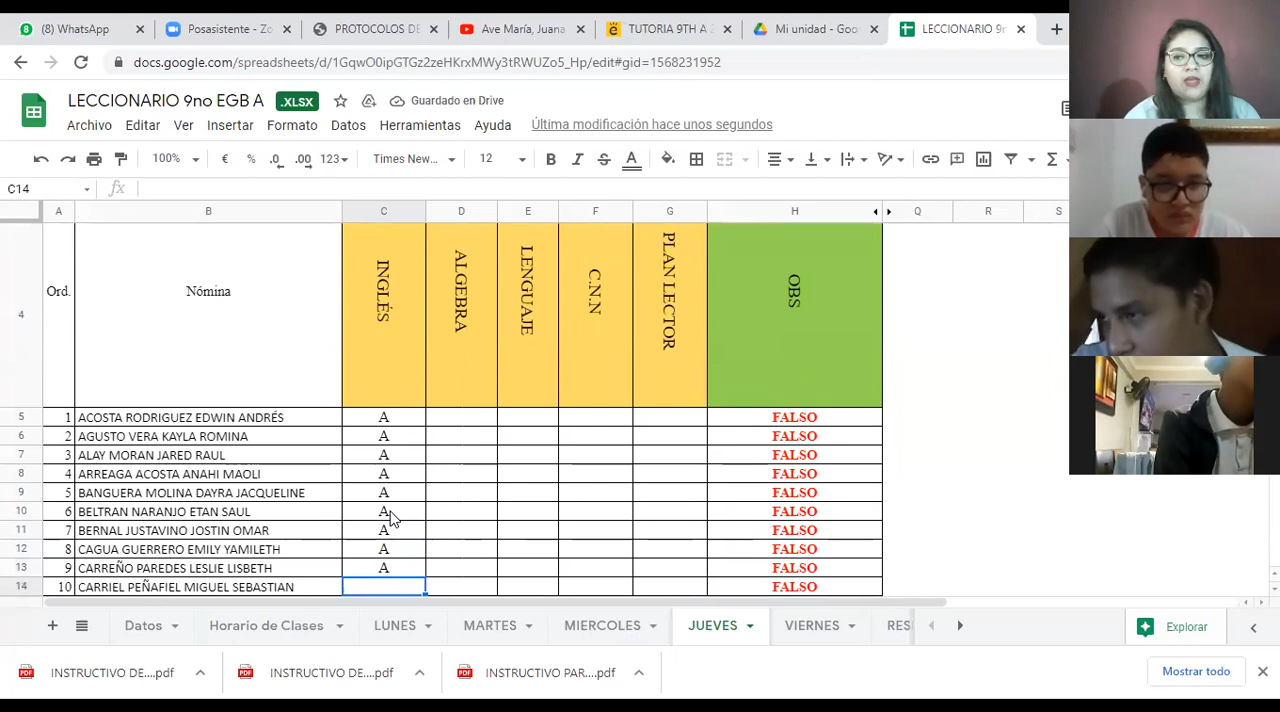 (8) WhatsApp
Posasistente - Zo
PROTOCOLOS DE
Ave María, Juana
TUTORIA 9TH A 2
Mi unidad - Goo
LECCIONARIO 9n
docs.google.com/spreadsheets/d/1GqwO0ipGTGz2zeHKnMWy3tRWUZo5_Hp/edit#gid=1568231952
LECCIONARIO 9no EGB A .XLSX Guardado en Drive
Archivo Editar Ver Insertar Formato Datos Herramientas Ayuda Última modificación hace unos segundos
100% € % .0 .00 123 Times New... 12 B I S A
C14 fx
A B C D E F G H Q R S
4 Ord. Nómina INGLÉS ALGEBRA LENGUAJE C.N.N PLAN LECTOR OBS
5 1 ACOSTA RODRIGUEZ EDWIN ANDRÉS A FALSO
6 2 AGUSTO VERA KAYLA ROMINA A FALSO
7 3 ALAY MORAN JARED RAUL A FALSO
8 4 ARREAGA ACOSTA ANAHI MAOLI A FALSO
9 5 BANGUERA MOLINA DAYRA JACQUELINE A FALSO
10 6 BELTRAN NARANJO ETAN SAUL A FALSO
11 7 BERNAL JUSTAVINO JOSTIN OMAR A FALSO
12 8 CAGUA GUERRERO EMILY YAMILETH A FALSO
13 9 CARREÑO PAREDES LESLIE LISBETH A FALSO
14 10 CARRIEL PEÑAFIEL MIGUEL SEBASTIAN FALSO
Datos Horario de Clases LUNES MARTES MIERCOLES JUEVES VIERNES RES Explorar
INSTRUCTIVO DE....pdf INSTRUCTIVO DE....pdf INSTRUCTIVO PAR....pdf Mostrar todo